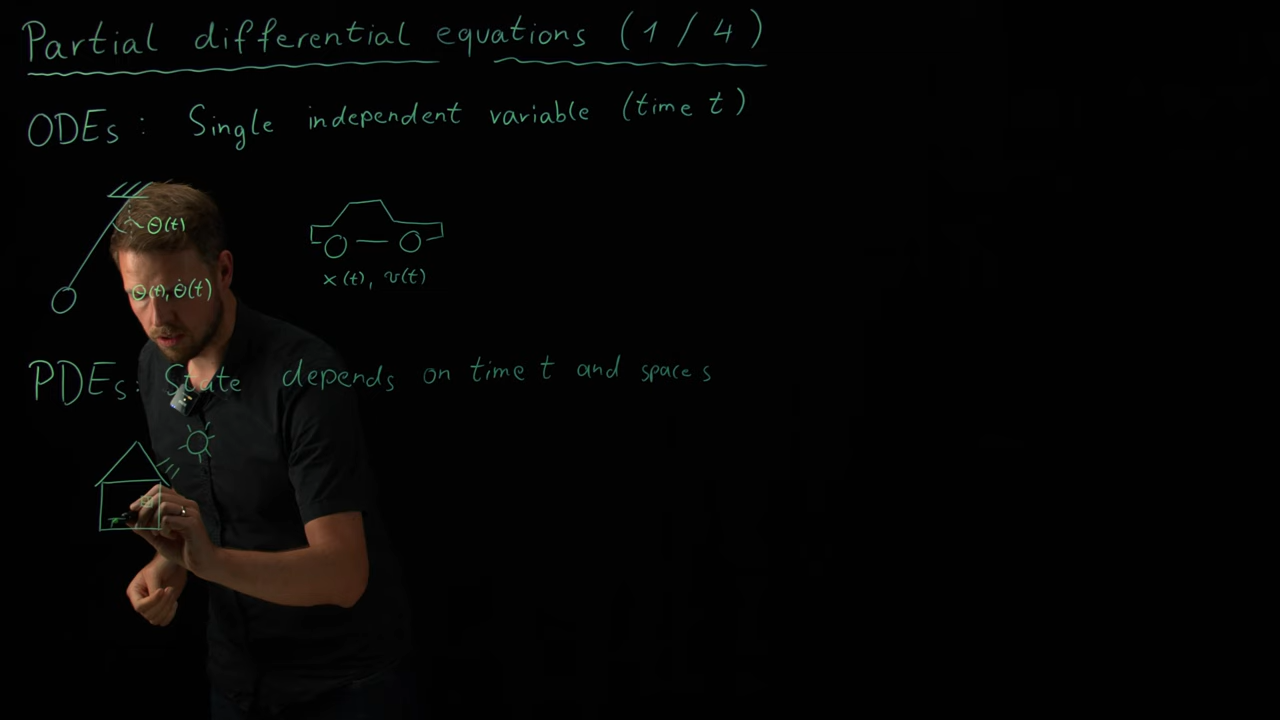 Partial differential equations (1/4)
ODEs: Single independent variable (time t)
Θ(t)
Θ(t), Θ̇(t)
x(t), v(t)
PDEs: State depends on time t and space s